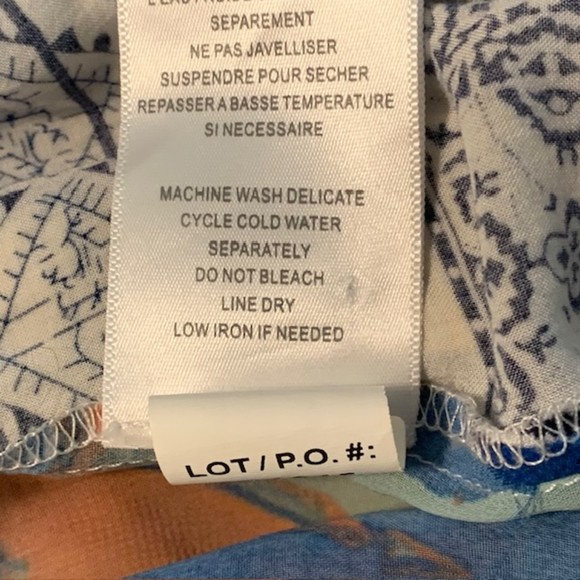 SEPAREMENT
NE PAS JAVELLISER
SUSPENDRE POUR SECHER
REPASSER A BASSE TEMPERATURE
SI NECESSAIRE
MACHINE WASH DELICATE
CYCLE COLD WATER
SEPARATELY
DO NOT BLEACH
LINE DRY
LOW IRON IF NEEDED
LOT / P.O. #: